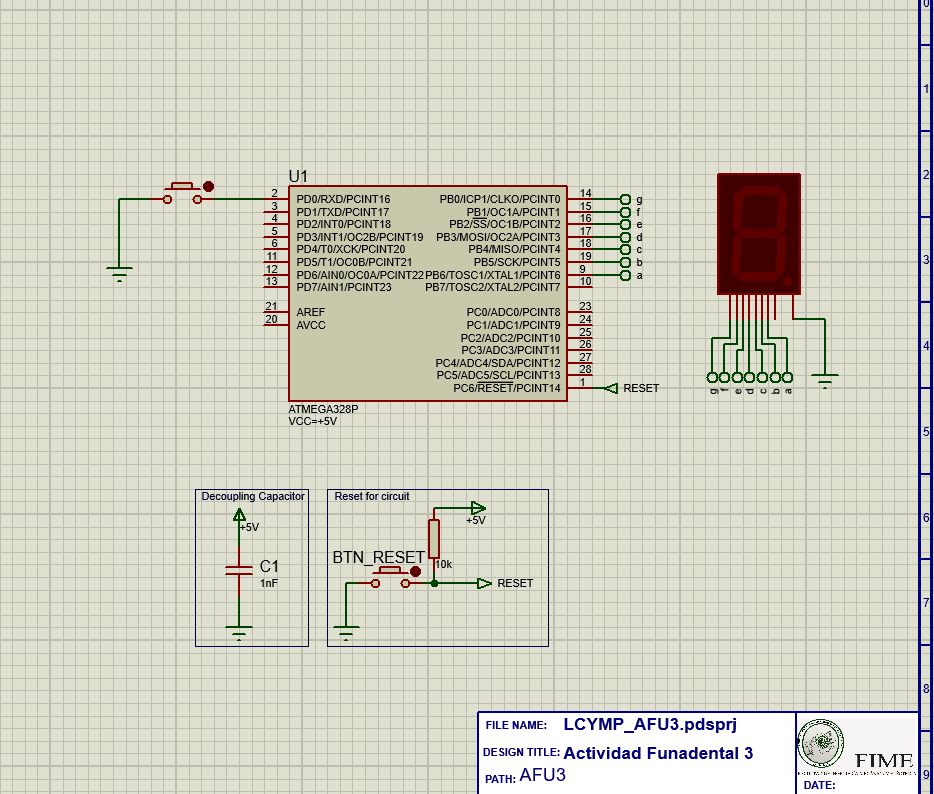 0
1
2
3
4
5
6
7
8
9
U1
2
3
4
5
6
11
12
13
21
20
PD0/RXD/PCINT16
PD1/TXD/PCINT17
PD2/INT0/PCINT18
PD3/INT1/OC2B/PCINT19
PD4/T0/XCK/PCINT20
PD5/T1/OC0B/PCINT21
PD6/AIN0/OC0A/PCINT22
PD7/AIN1/PCINT23
AREF
AVCC
PB0/ICP1/CLKO/PCINT0
PB1/OC1A/PCINT1
PB2/SS/OC1B/PCINT2
PB3/MOSI/OC2A/PCINT3
PB4/MISO/PCINT4
PB5/SCK/PCINT5
PB6/TOSC1/XTAL1/PCINT6
PB7/TOSC2/XTAL2/PCINT7
PC0/ADC0/PCINT8
PC1/ADC1/PCINT9
PC2/ADC2/PCINT10
PC3/ADC3/PCINT11
PC4/ADC4/SDA/PCINT12
PC5/ADC5/SCL/PCINT13
PC6/RESET/PCINT14
14
15
16
17
18
19
9
10
23
24
25
26
27
28
1
g
f
e
d
c
b
a
RESET
ATMEGA328P
VCC=+5V
g f e d c b a
Decoupling Capacitor
+5V
C1
1nF
Reset for circuit
+5V
BTN_RESET
10k
RESET
FILE NAME: LCYMP_AFU3.pdsprj
DESIGN TITLE: Actividad Funadental 3
PATH: AFU3
FIME
DATE: